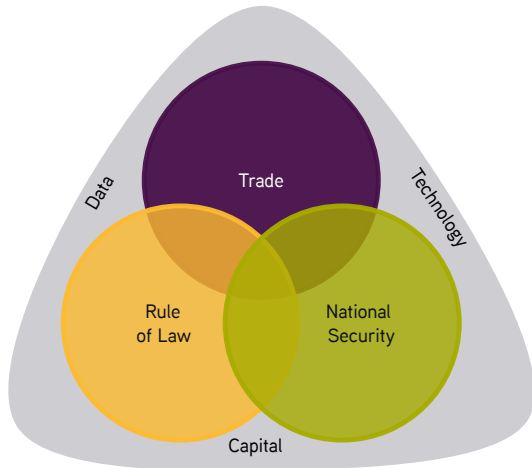 Trade
Data
Technology
Rule
of Law
National
Security
Capital